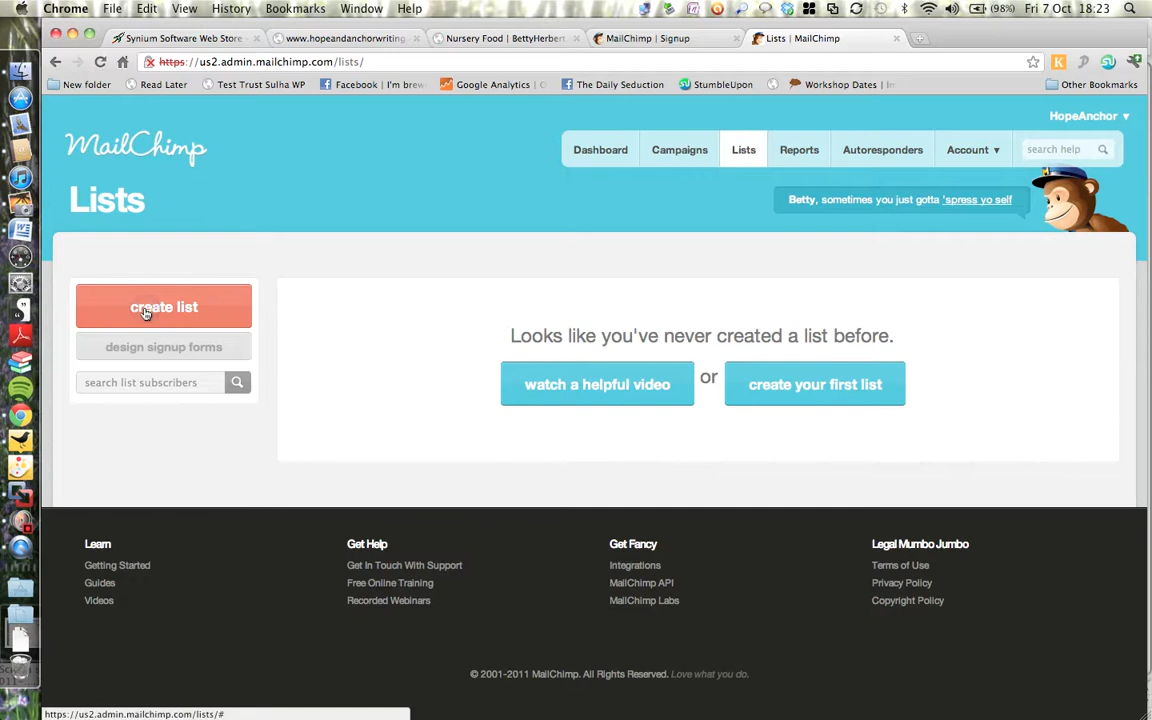 Chrome File Edit View History Bookmarks Window Help (98%) Fri 7 Oct 18:23
Synium Software Web Store www.hopeandanchorwriting Nursery Food | BettyHerbert MailChimp | Signup Lists | MailChimp
https://us2.admin.mailchimp.com/lists/
New folder Read Later Test Trust Sulha WP Facebook | I'm brew Google Analytics | The Daily Seduction StumbleUpon Workshop Dates | Other Bookmarks
HopeAnchor ▼
MailChimp
Dashboard Campaigns Lists Reports Autoresponders Account ▼ search help
Lists
Betty, sometimes you just gotta 'spress yo self
create list
design signup forms
search list subscribers
Looks like you've never created a list before.
watch a helpful video or create your first list
Learn
Getting Started
Guides
Videos
Get Help
Get In Touch With Support
Free Online Training
Recorded Webinars
Get Fancy
Integrations
MailChimp API
MailChimp Labs
Legal Mumbo Jumbo
Terms of Use
Privacy Policy
Copyright Policy
© 2001-2011 MailChimp. All Rights Reserved. Love what you do.
https://us2.admin.mailchimp.com/lists/#